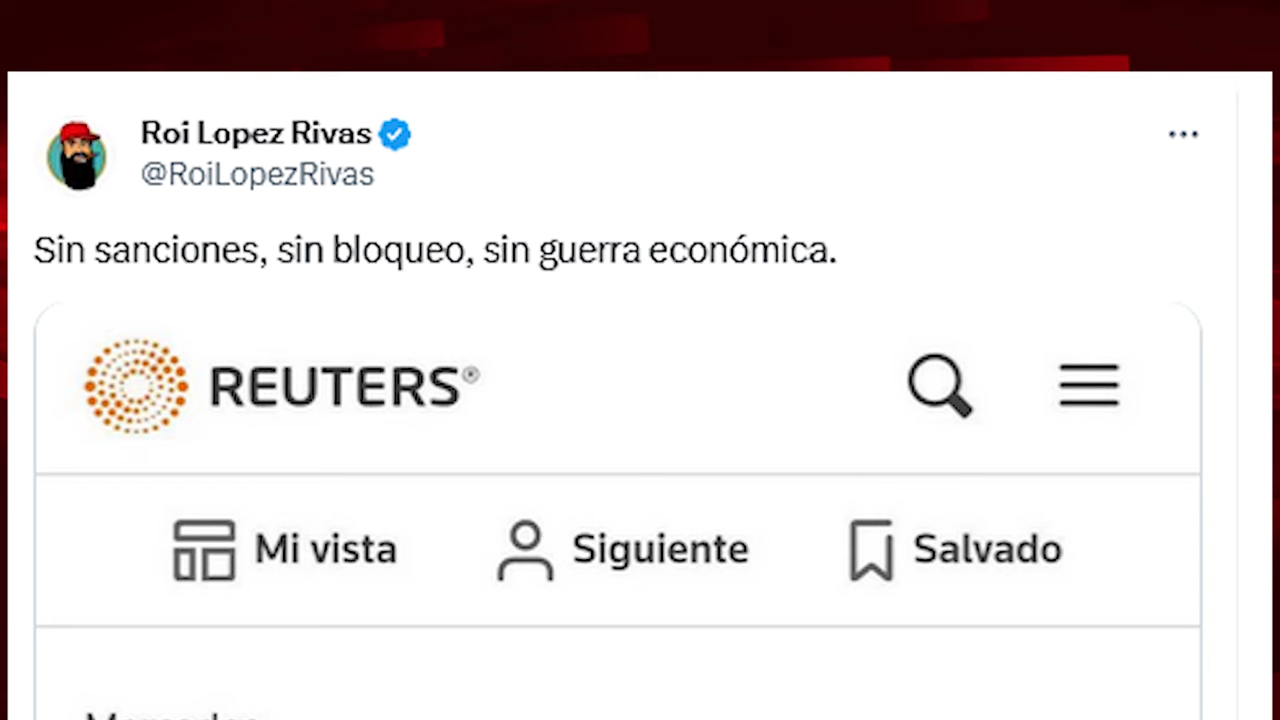 Roi Lopez Rivas
@RoiLopezRivas
Sin sanciones, sin bloqueo, sin guerra económica.
REUTERS®
Mi vista
Siguiente
Salvado